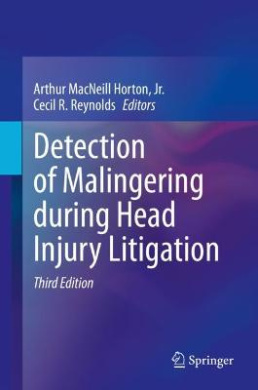 Arthur MacNeill Horton, Jr.
Cecil R. Reynolds Editors
Detection
of Malingering
during Head
Injury Litigation
Third Edition
Springer